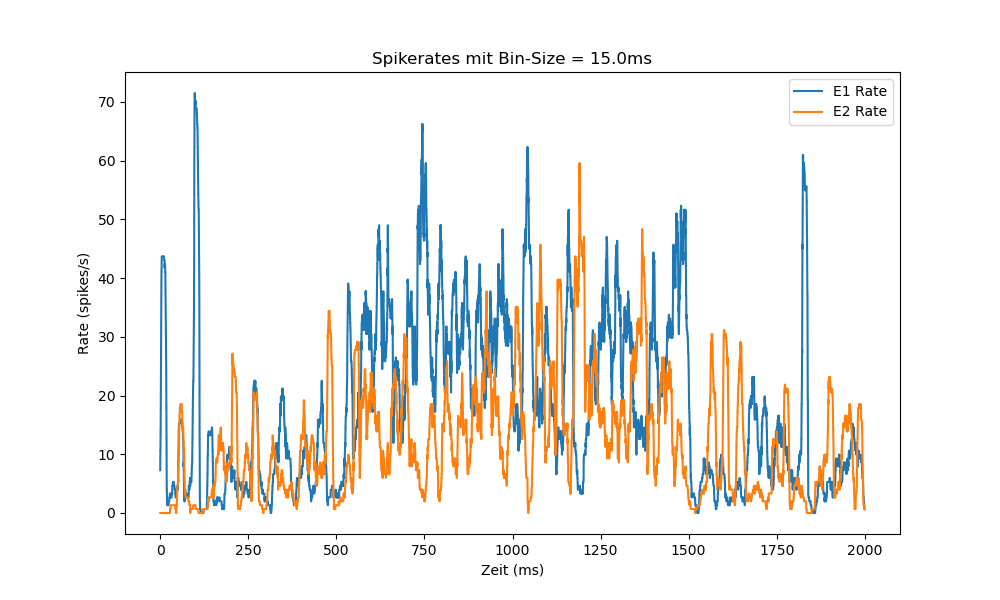 Spikerates mit Bin-Size = 15.0ms
E1 Rate
E2 Rate
70
60
50
40
30
20
10
0
Rate (spikes/s)
0 250 500 750 1000 1250 1500 1750 2000
Zeit (ms)